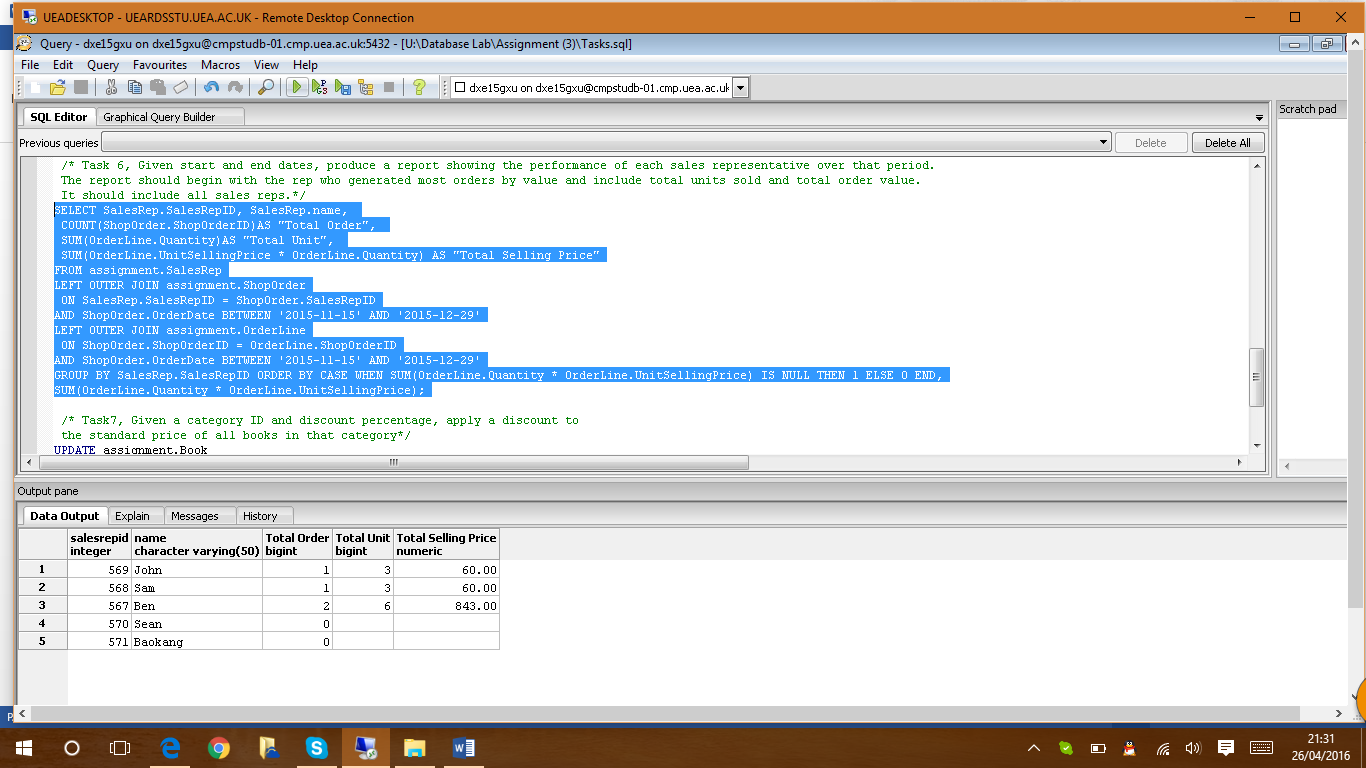 UEADESKTOP - UEARDSSTU.UEA.AC.UK - Remote Desktop Connection
Query - dxe15gxu on dxe15gxu@cmpstudb-01.cmp.uea.ac.uk:5432 - [U:\Database Lab\Assignment (3)\Tasks.sql]
File Edit Query Favourites Macros View Help
dxe15gxu on dxe15gxu@cmpstudb-01.cmp.uea.ac.uk
SQL Editor Graphical Query Builder
Scratch pad
Previous queries Delete Delete All
/* Task 6, Given start and end dates, produce a report showing the performance of each sales representative over that period.
The report should begin with the rep who generated most orders by value and include total units sold and total order value.
It should include all sales reps.*/
SELECT SalesRep.SalesRepID, SalesRep.name,
COUNT(ShopOrder.ShopOrderID)AS "Total Order",
SUM(OrderLine.Quantity)AS "Total Unit",
SUM(OrderLine.UnitSellingPrice * OrderLine.Quantity) AS "Total Selling Price"
FROM assignment.SalesRep
LEFT OUTER JOIN assignment.ShopOrder
ON SalesRep.SalesRepID = ShopOrder.SalesRepID
AND ShopOrder.OrderDate BETWEEN '2015-11-15' AND '2015-12-29'
LEFT OUTER JOIN assignment.OrderLine
ON ShopOrder.ShopOrderID = OrderLine.ShopOrderID
AND ShopOrder.OrderDate BETWEEN '2015-11-15' AND '2015-12-29'
GROUP BY SalesRep.SalesRepID ORDER BY CASE WHEN SUM(OrderLine.Quantity * OrderLine.UnitSellingPrice) IS NULL THEN 1 ELSE 0 END,
SUM(OrderLine.Quantity * OrderLine.UnitSellingPrice);
/* Task7, Given a category ID and discount percentage, apply a discount to
the standard price of all books in that category*/
UPDATE assignment.Book
Output pane
Data Output Explain Messages History
salesrepid name Total Order Total Unit Total Selling Price
integer character varying(50) bigint bigint numeric
1 569 John 1 3 60.00
2 568 Sam 1 3 60.00
3 567 Ben 2 6 843.00
4 570 Sean 0
5 571 Baokang 0
21:31
26/04/2016